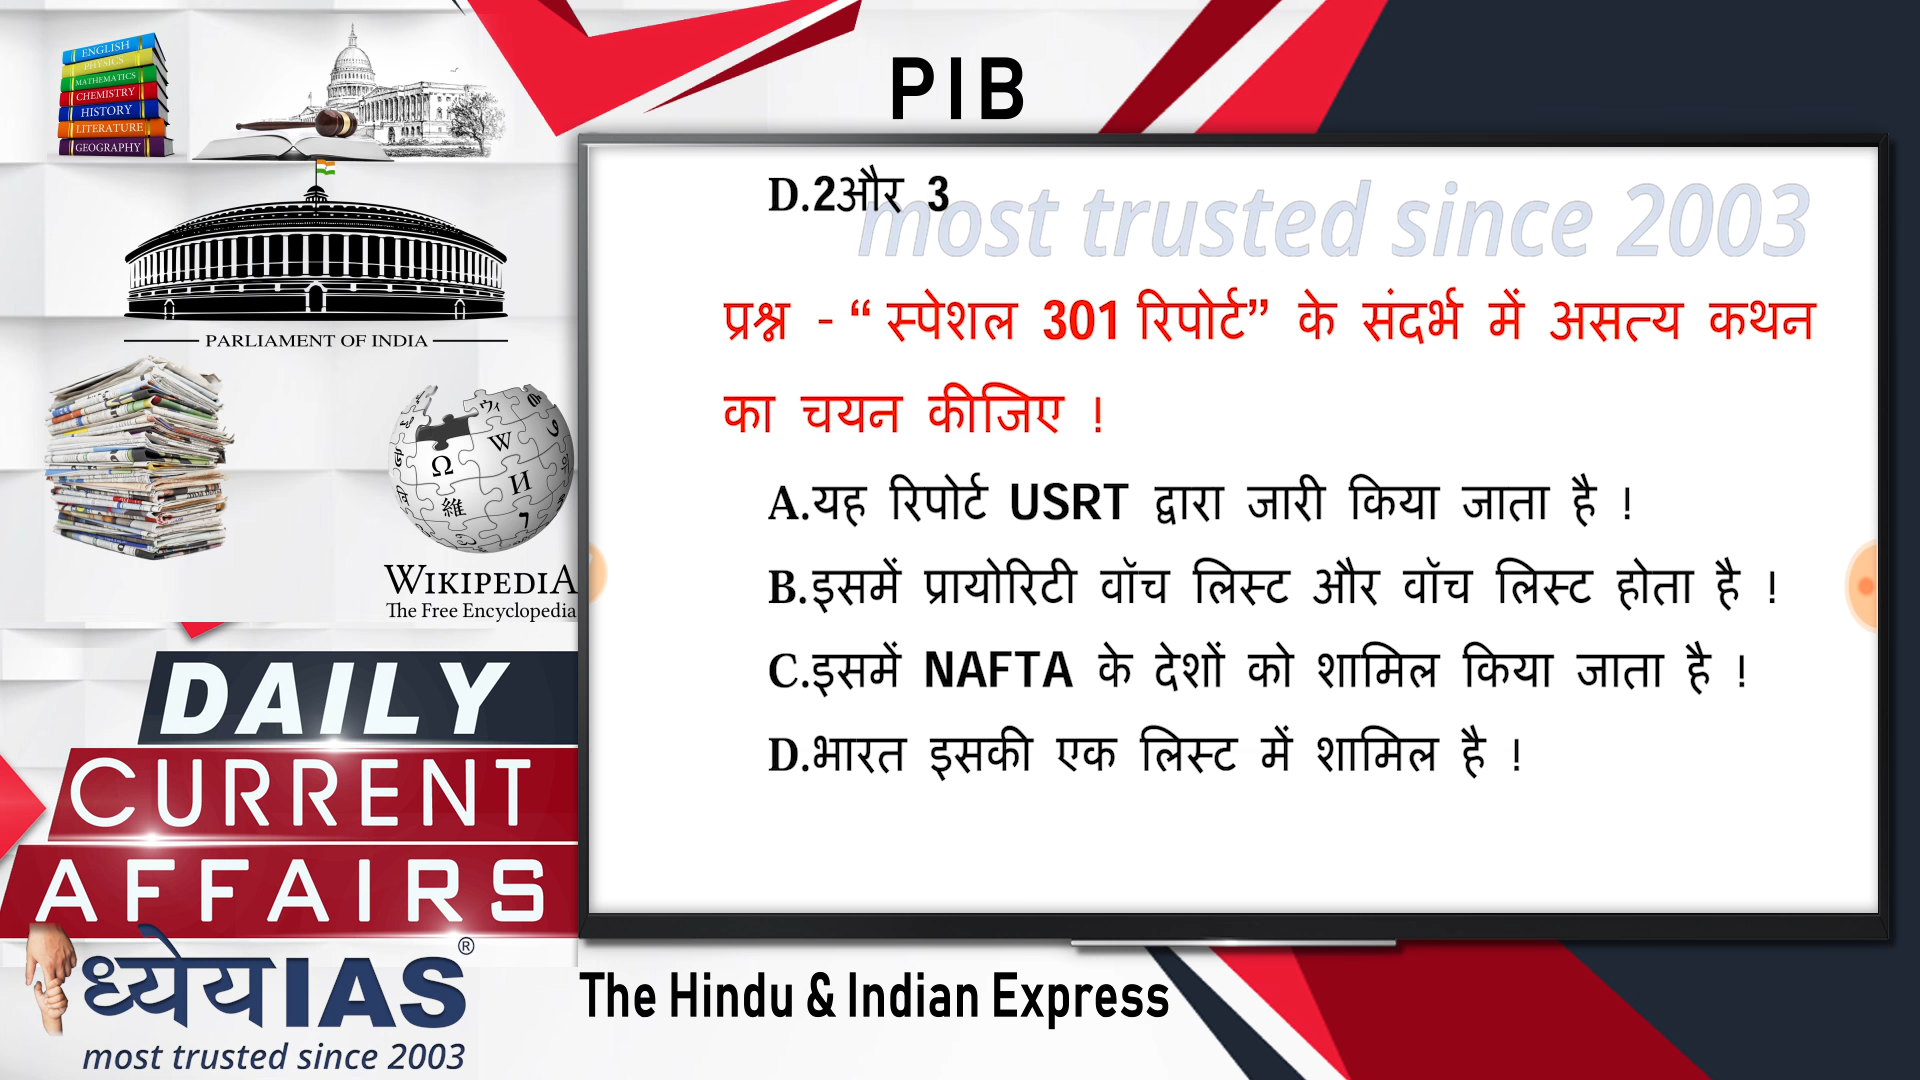 ENGLISH
PHYSICS
MATHEMATICS
CHEMISTRY
HISTORY
LITERATURE
GEOGRAPHY
PARLIAMENT OF INDIA
WIKIPEDIA
The Free Encyclopedia
DAILY
CURRENT
AFFAIRS
ध्येयIAS®
most trusted since 2003
PIB
most trusted since 2003
D.2और 3
प्रश्न - “ स्पेशल 301 रिपोर्ट” के संदर्भ में असत्य कथन
का चयन कीजिए !
A.यह रिपोर्ट USRT द्वारा जारी किया जाता है !
B.इसमें प्रायोरिटी वॉच लिस्ट और वॉच लिस्ट होता है !
C.इसमें NAFTA के देशों को शामिल किया जाता है !
D.भारत इसकी एक लिस्ट में शामिल है !
The Hindu & Indian Express